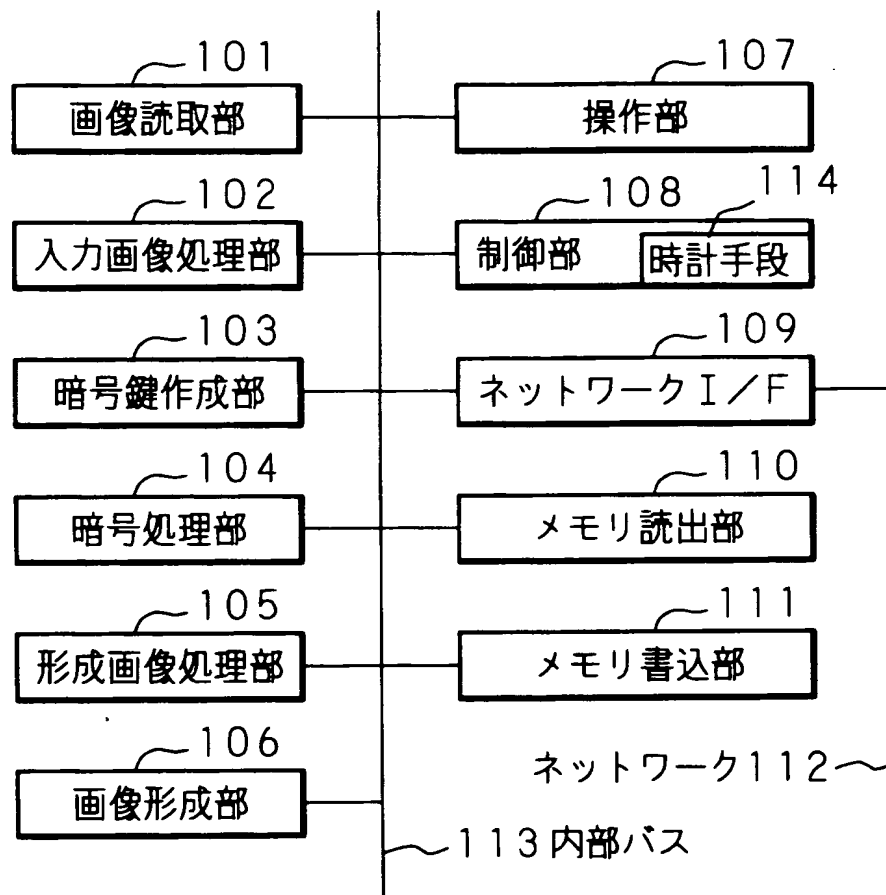 101
画像読取部
102
入力画像処理部
103
暗号鍵作成部
104
暗号処理部
105
形成画像処理部
106
画像形成部
107
操作部
108
114
制御部
時計手段
109
ネットワークI/F
110
メモリ読出部
111
メモリ書込部
ネットワーク112
113内部バス